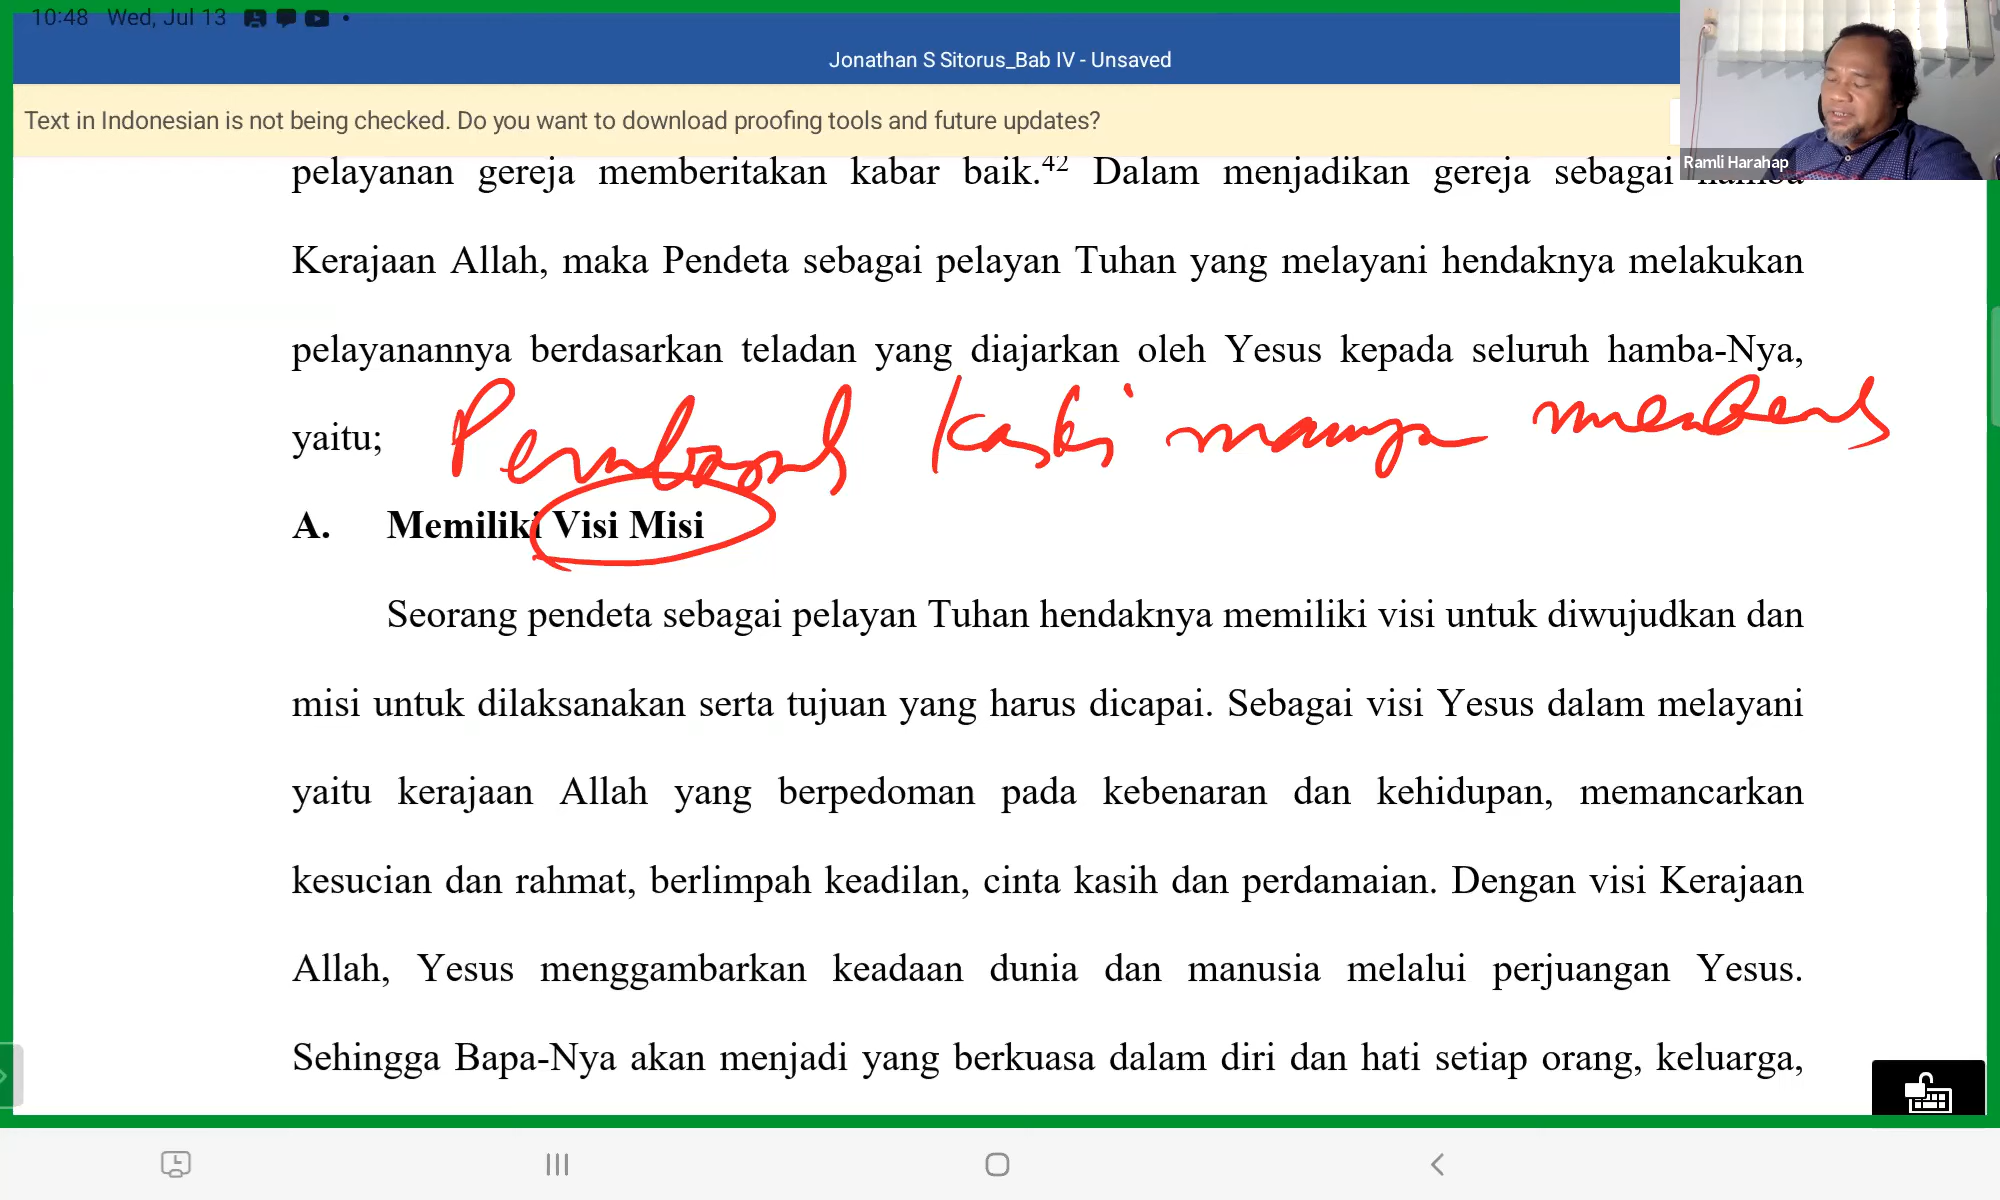 10:48 Wed, Jul 13
Jonathan S Sitorus_Bab IV - Unsaved
Text in Indonesian is not being checked. Do you want to download proofing tools and future updates?
Ramli Harahap
pelayanan gereja memberitakan kabar baik.42 Dalam menjadikan gereja sebagai hamba
Kerajaan Allah, maka Pendeta sebagai pelayan Tuhan yang melayani hendaknya melakukan
pelayanannya berdasarkan teladan yang diajarkan oleh Yesus kepada seluruh hamba-Nya,
yaitu; kaki
A. Memiliki Visi Misi
Seorang pendeta sebagai pelayan Tuhan hendaknya memiliki visi untuk diwujudkan dan
misi untuk dilaksanakan serta tujuan yang harus dicapai. Sebagai visi Yesus dalam melayani
yaitu kerajaan Allah yang berpedoman pada kebenaran dan kehidupan, memancarkan
kesucian dan rahmat, berlimpah keadilan, cinta kasih dan perdamaian. Dengan visi Kerajaan
Allah, Yesus menggambarkan keadaan dunia dan manusia melalui perjuangan Yesus.
Sehingga Bapa-Nya akan menjadi yang berkuasa dalam diri dan hati setiap orang, keluarga,